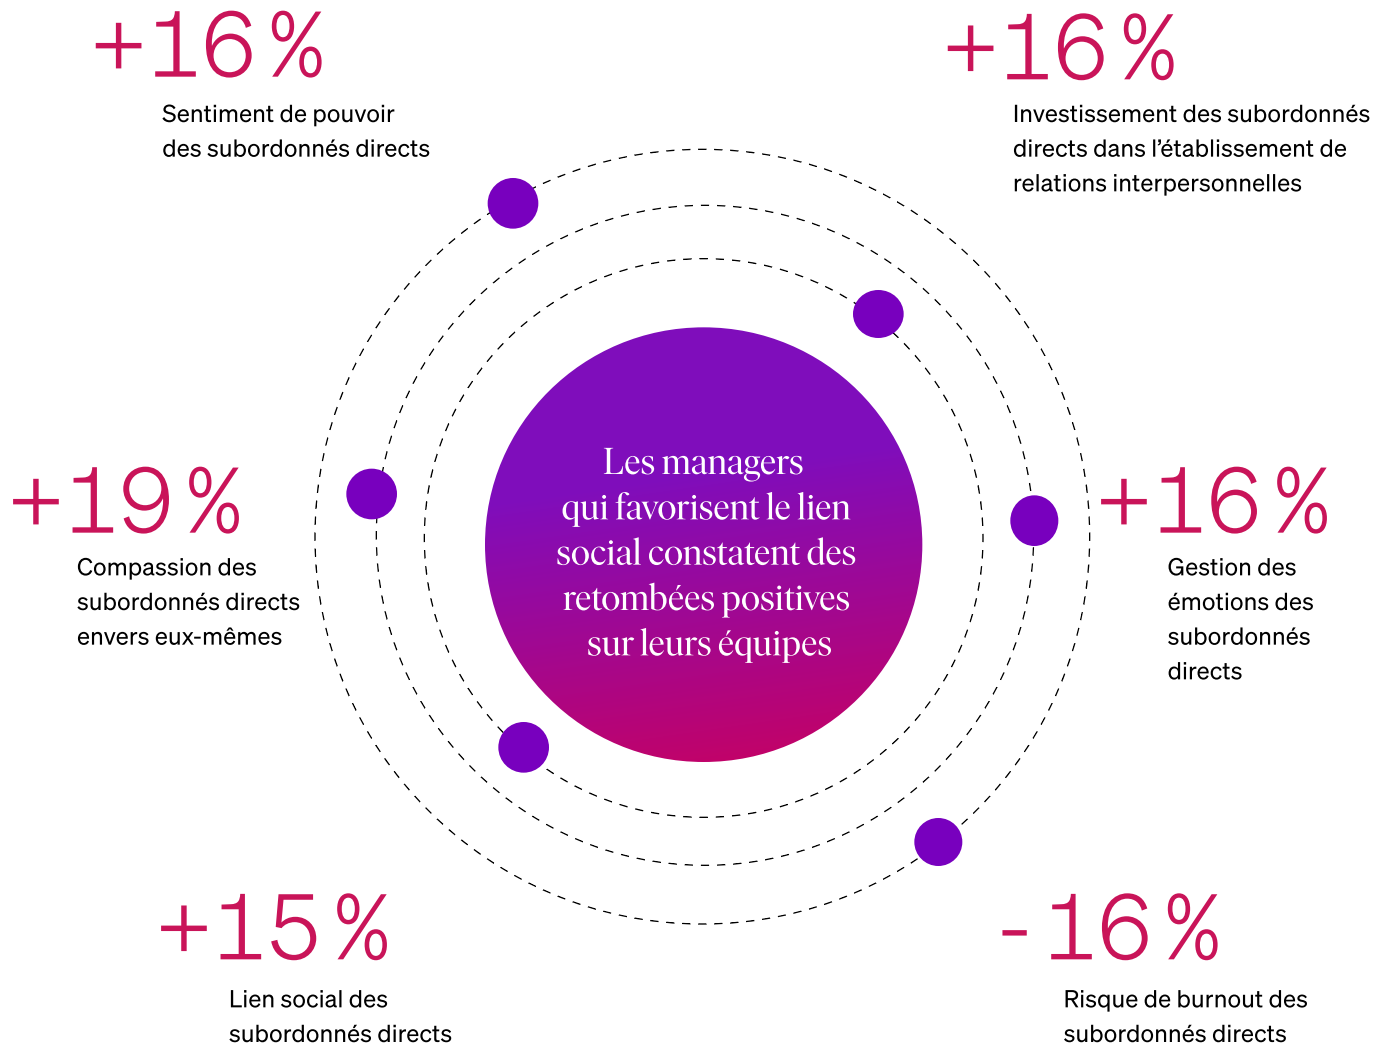 +16 %
Sentiment de pouvoir
des subordonnés directs
+16 %
Investissement des subordonnés
directs dans l’établissement de
relations interpersonnelles
Les managers
qui favorisent le lien
social constatent des
retombées positives
sur leurs équipes
+19 %
Compassion des
subordonnés directs
envers eux-mêmes
+16 %
Gestion des
émotions des
subordonnés
directs
+15 %
Lien social des
subordonnés directs
-16 %
Risque de burnout des
subordonnés directs